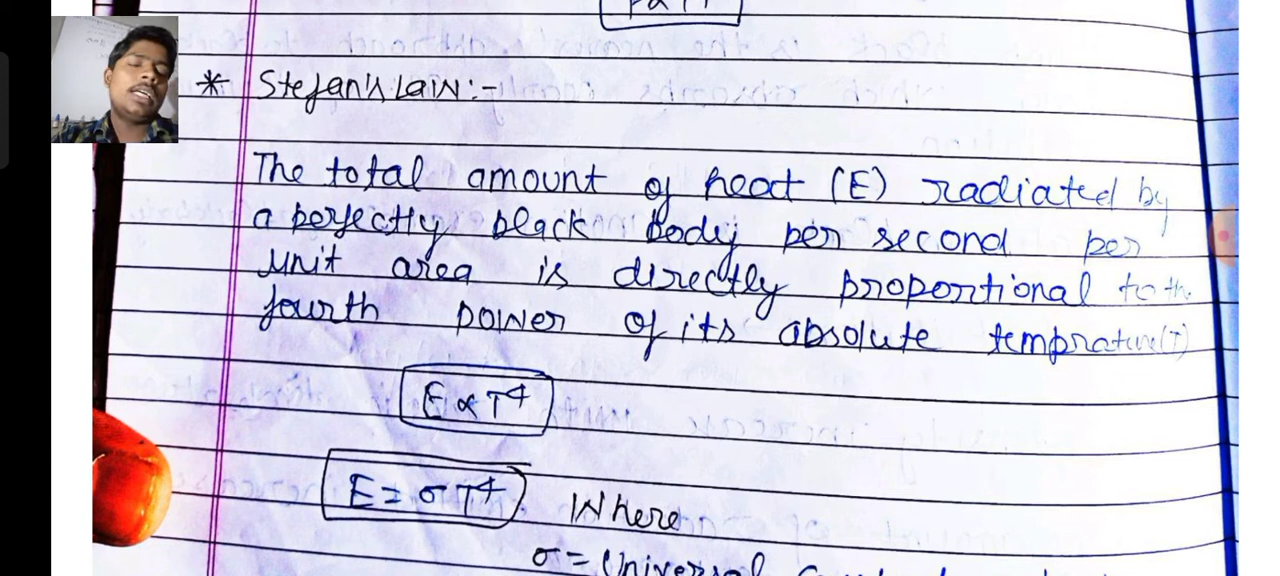 * Stefan's Law:-
The total amount of heat (E) radiated by
a perfectly black body per second per
unit area is directly proportional to the
fourth power of its absolute temprature(T)
E ∝ T⁴
E = σT⁴ Where
σ = Universal